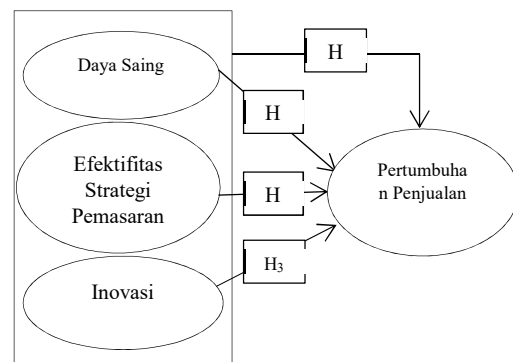 H
Daya Saing
H
Efektifitas
Strategi
Pemasaran
H
Pertumbuha
n Penjualan
H3
Inovasi